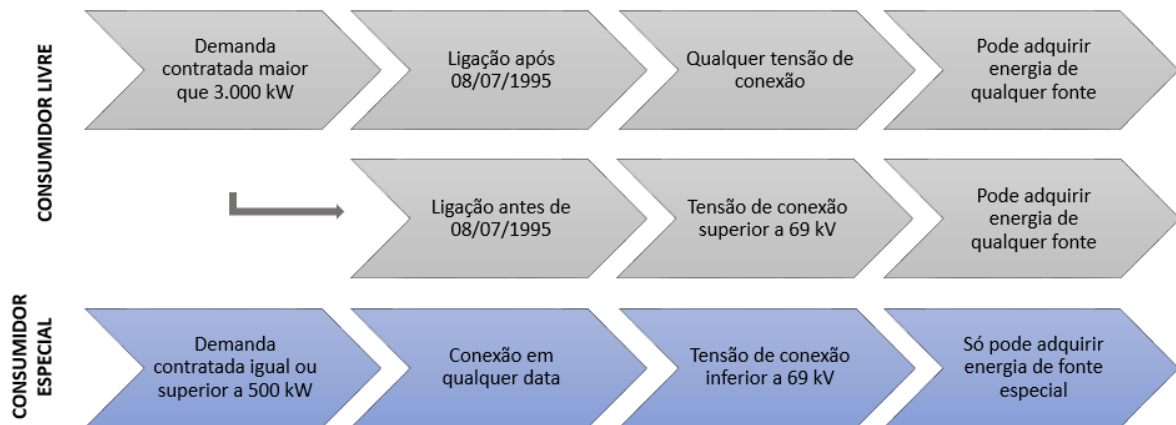 CONSUMIDOR LIVRE
Demanda
contratada maior
que 3.000 kW
Ligação após
08/07/1995
Qualquer tensão de
conexão
Pode adquirir
energia de
qualquer fonte
Ligação antes de
08/07/1995
Tensão de conexão
superior a 69 kV
Pode adquirir
energia de
qualquer fonte
CONSUMIDOR
ESPECIAL
Demanda
contratada igual ou
superior a 500 kW
Conexão em
qualquer data
Tensão de conexão
inferior a 69 kV
Só pode adquirir
energia de fonte
especial